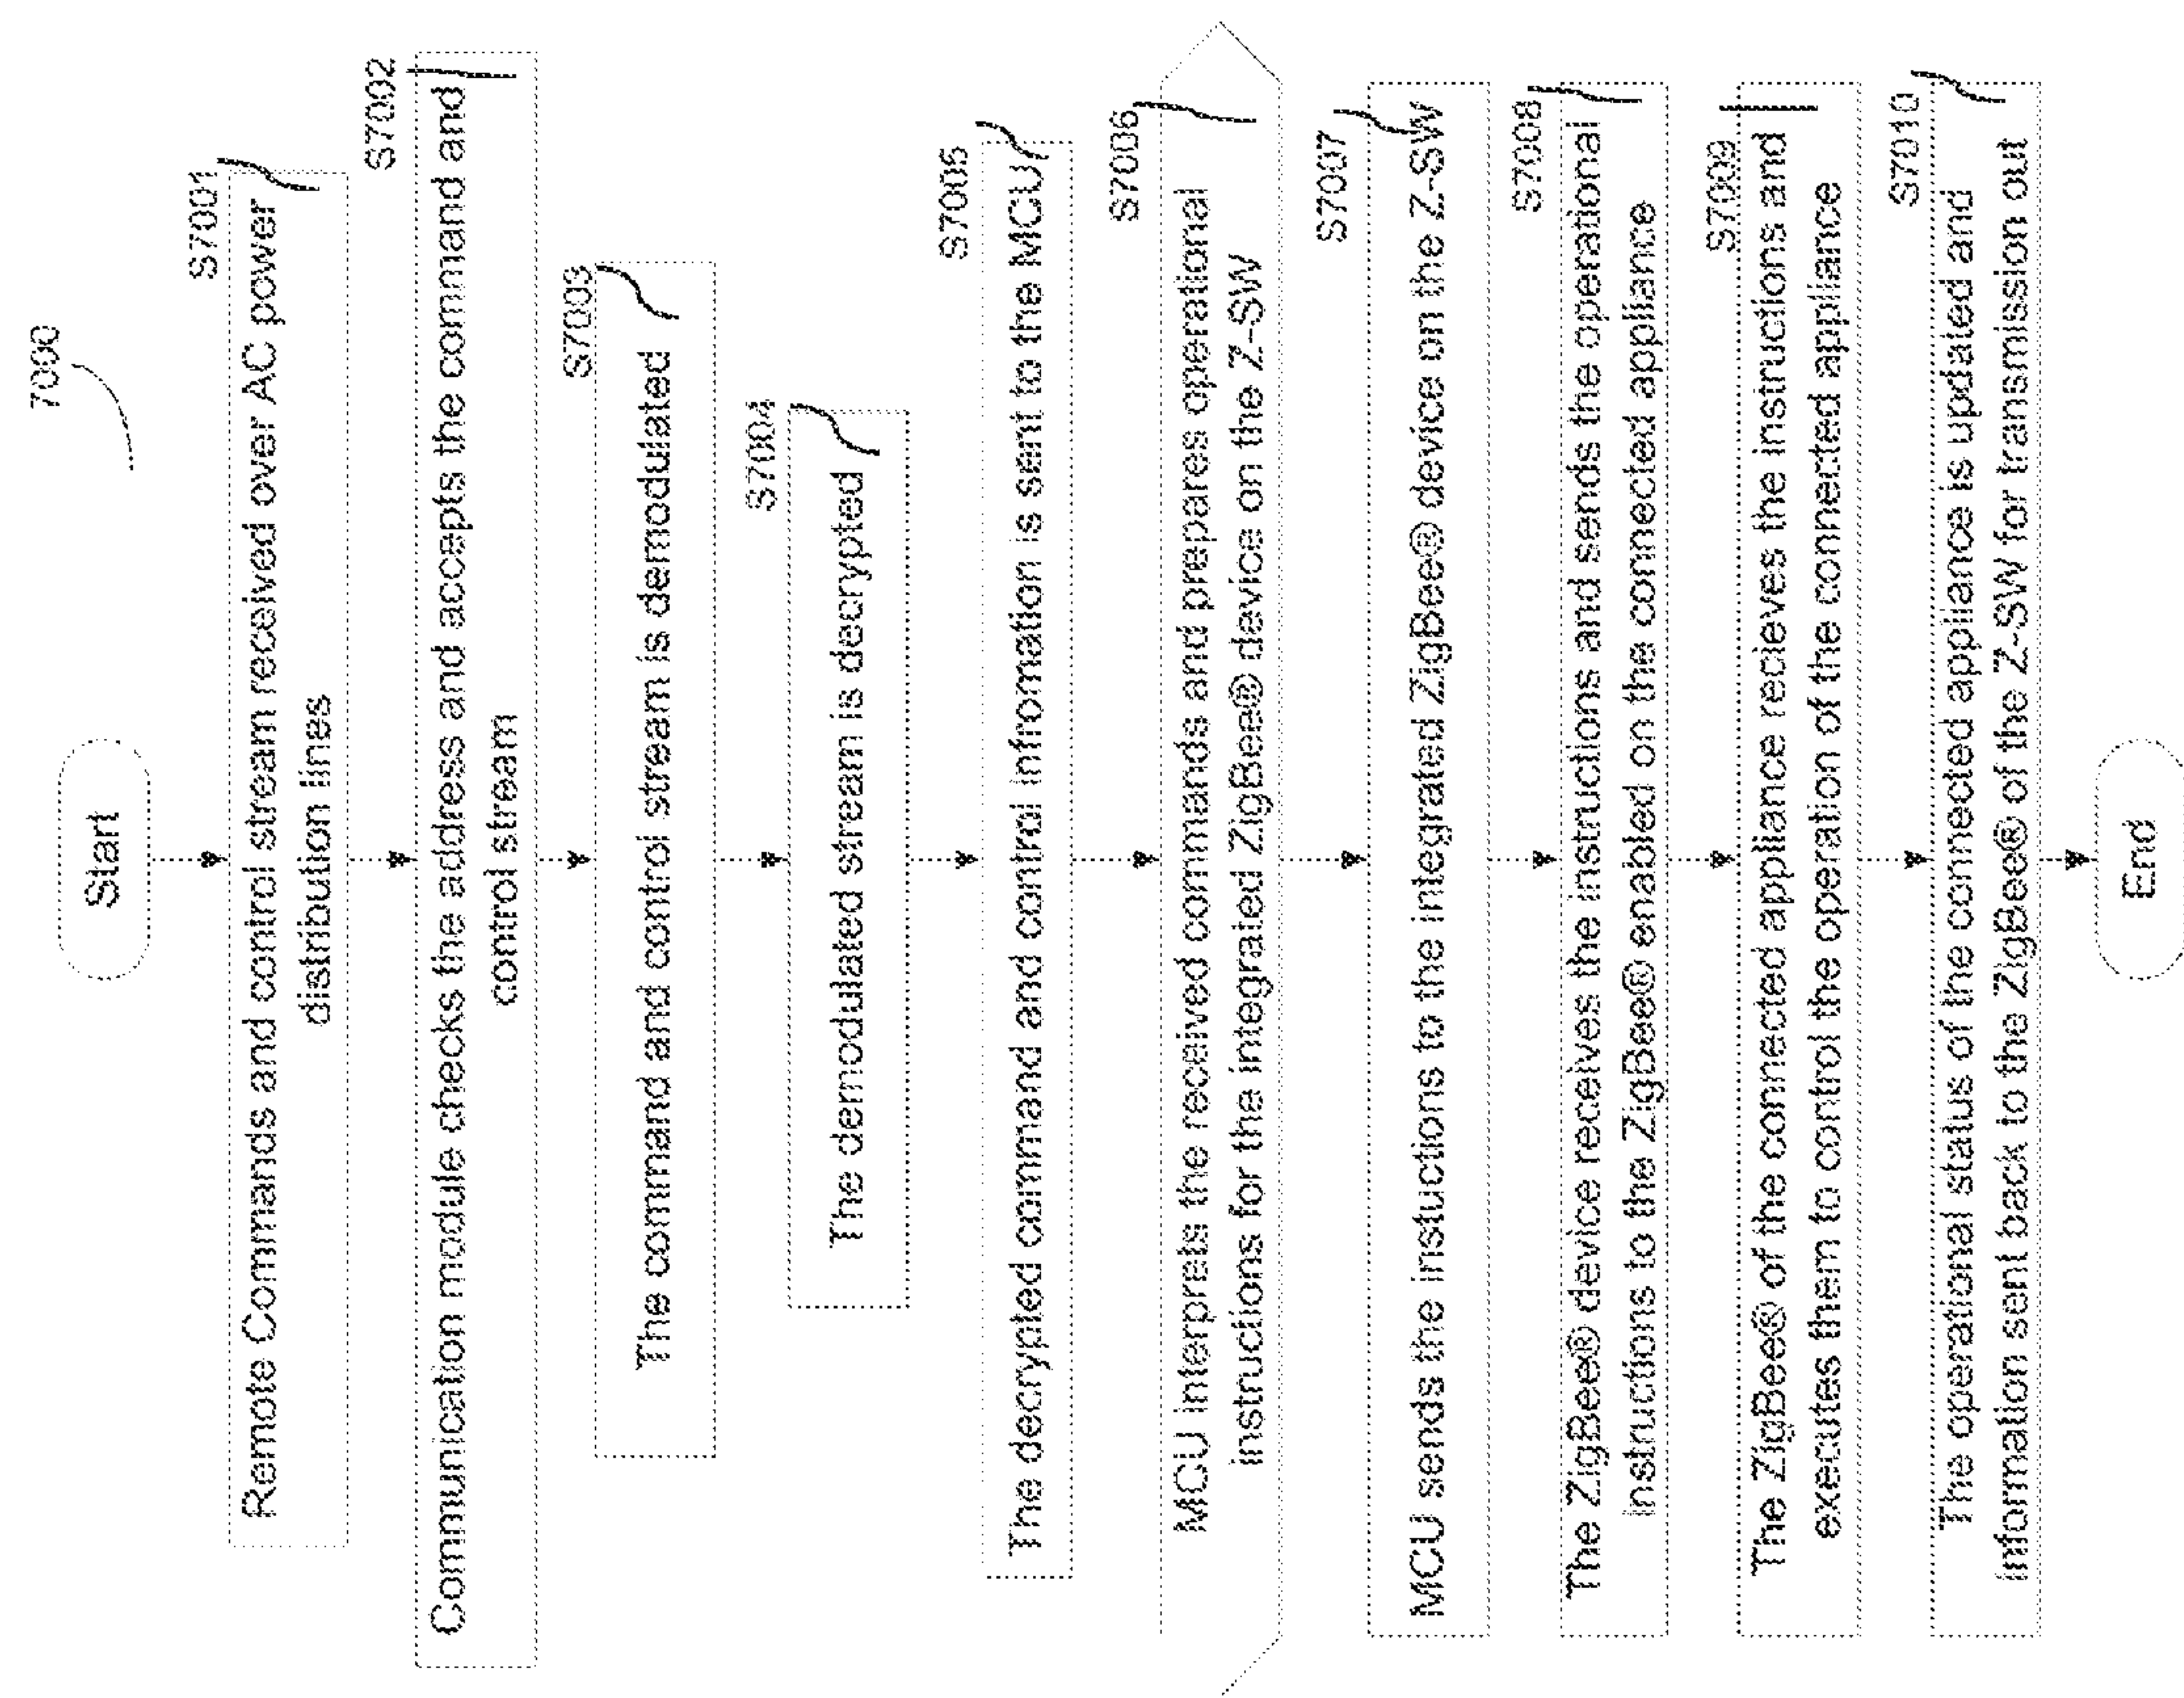 7000
Start
S7001
Remote Commands and control stream received over AC power
distribution lines
S7002
Communication module checks the address and accepts the command and
control stream
S7003
The command and control stream is demodulated
S7004
The demodulated stream is decrypted
S7005
The decrypted command and control infromation is sent to the MCU
S7006
MCU interprets the received commands and prepares operational
instructions for the integrated ZigBee® device on the Z-SW
S7007
MCU sends the instuctions to the integrated ZigBee® device on the Z-SW
S7008
The ZigBee® device receives the instructions and sends the operational
instructions to the ZigBee® enabled on the connected appliance
S7009
The ZigBee® of the connected appliance recieves the instructions and
executes them to control the operation of the connected appliance
S7010
The operational status of the connected appliance is updated and
information sent back to the ZigBee® of the Z-SW for transmission out
End